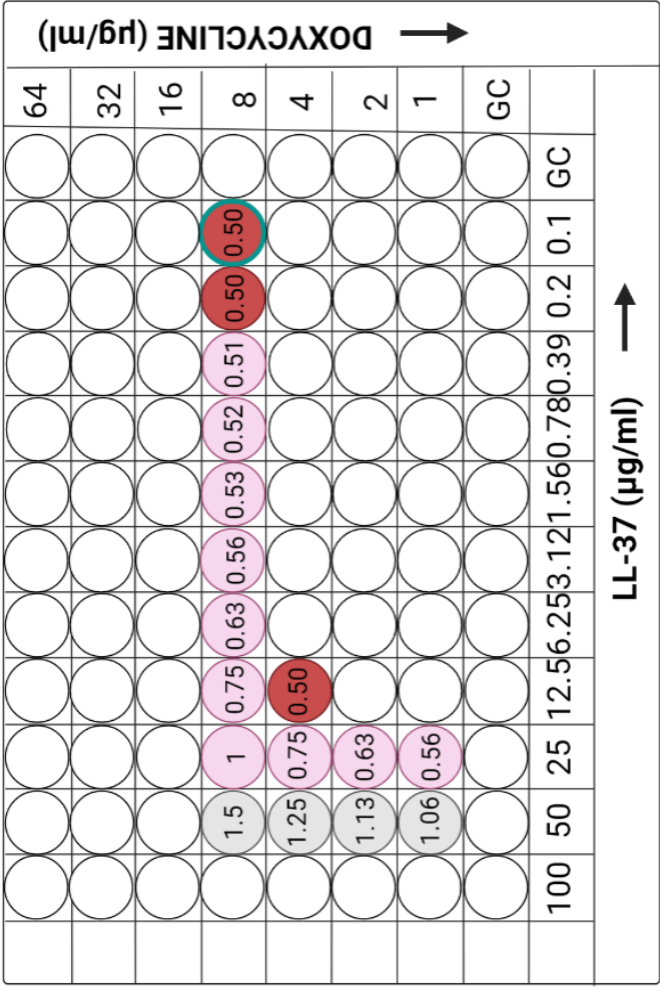 DOXYCYCLINE (µg/ml)
64
32
16
1.5 1 0.75 0.63 0.56 0.53 0.52 0.51 0.50 0.50 8
1.25 0.75 0.50 4
1.13 0.63 2
1.06 0.56 1
GC
100 50 25 12.5 6.25 3.12 1.56 0.78 0.39 0.2 0.1 GC
LL-37 (µg/ml)